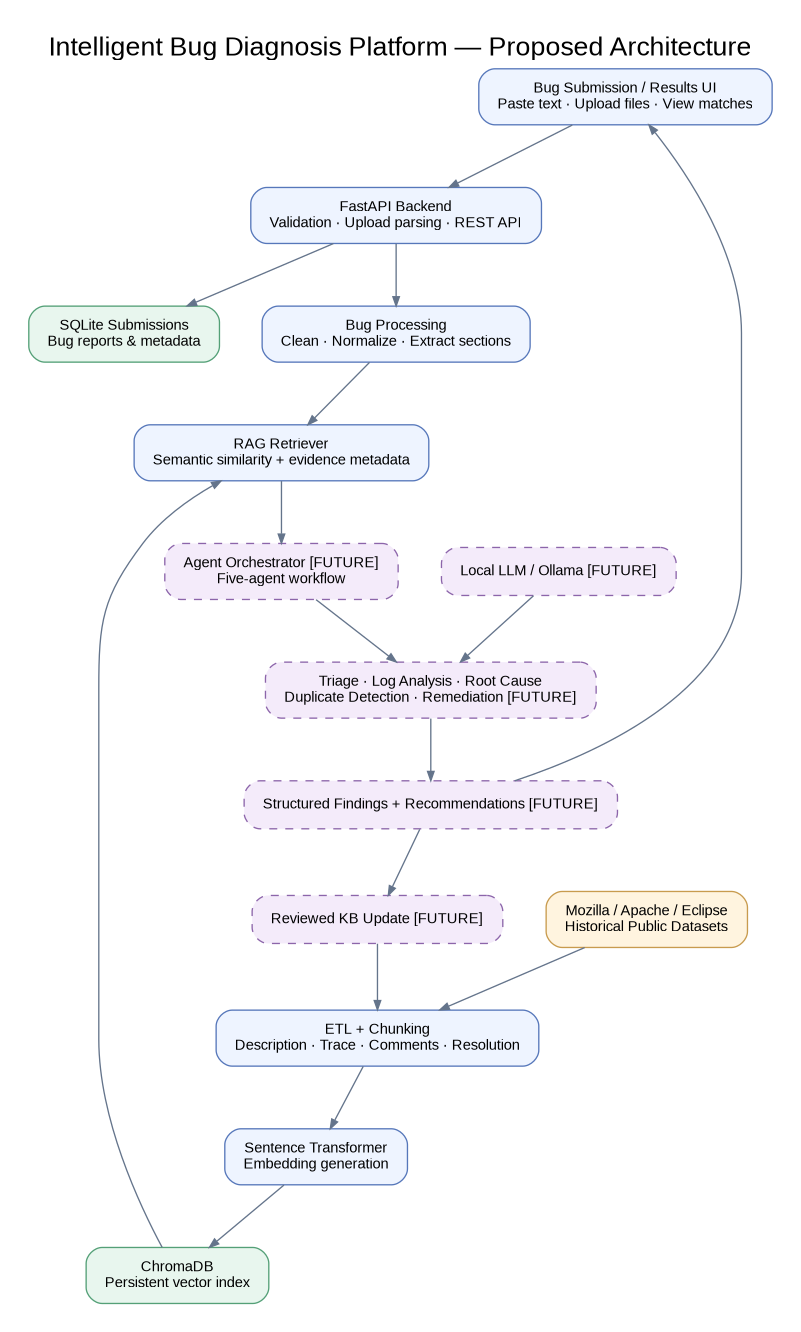 Intelligent Bug Diagnosis Platform — Proposed Architecture
Bug Submission / Results UI
Paste text · Upload files · View matches
FastAPI Backend
Validation · Upload parsing · REST API
SQLite Submissions
Bug reports & metadata
Bug Processing
Clean · Normalize · Extract sections
RAG Retriever
Semantic similarity + evidence metadata
Agent Orchestrator [FUTURE]
Five-agent workflow
Local LLM / Ollama [FUTURE]
Triage · Log Analysis · Root Cause
Duplicate Detection · Remediation [FUTURE]
Structured Findings + Recommendations [FUTURE]
Reviewed KB Update [FUTURE]
Mozilla / Apache / Eclipse
Historical Public Datasets
ETL + Chunking
Description · Trace · Comments · Resolution
Sentence Transformer
Embedding generation
ChromaDB
Persistent vector index